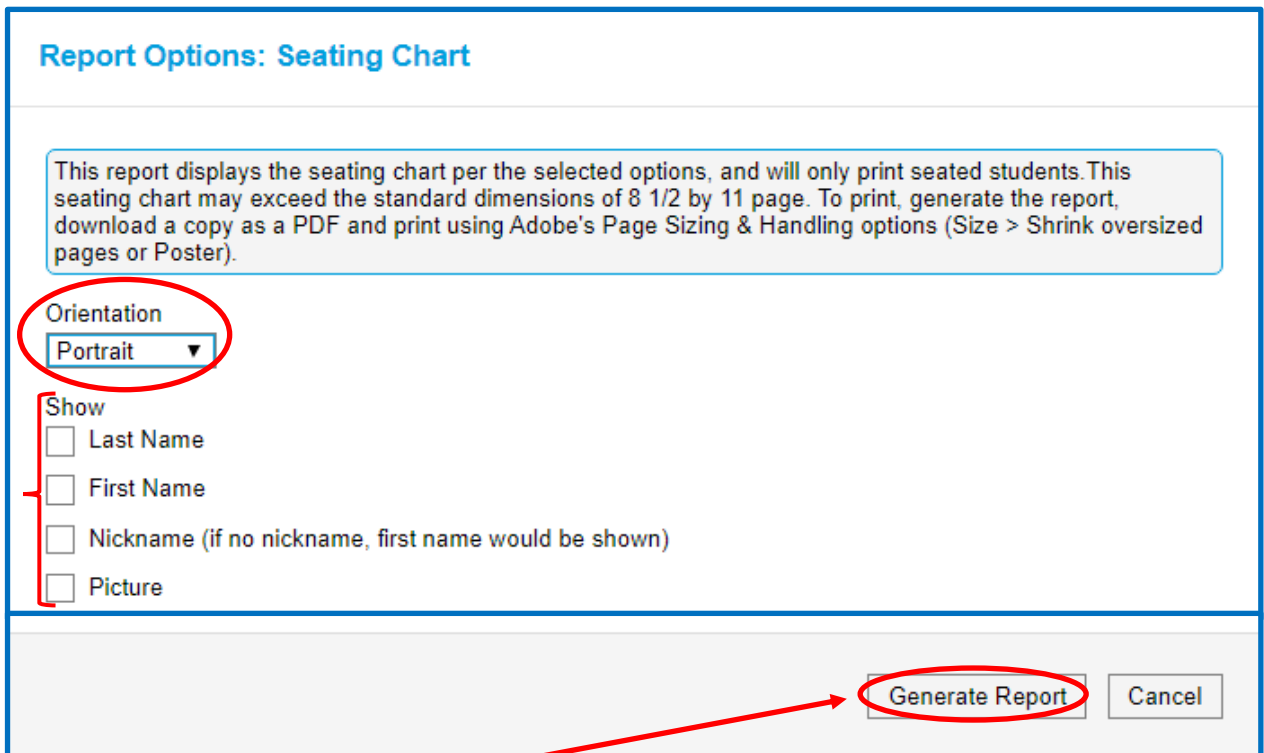 Report Options: Seating Chart
This report displays the seating chart per the selected options, and will only print seated students.This
seating chart may exceed the standard dimensions of 8 1/2 by 11 page. To print, generate the report,
download a copy as a PDF and print using Adobe's Page Sizing & Handling options (Size > Shrink oversized
pages or Poster).
Orientation
Portrait
Show
Last Name
First Name
Nickname (if no nickname, first name would be shown)
Picture
Generate Report Cancel